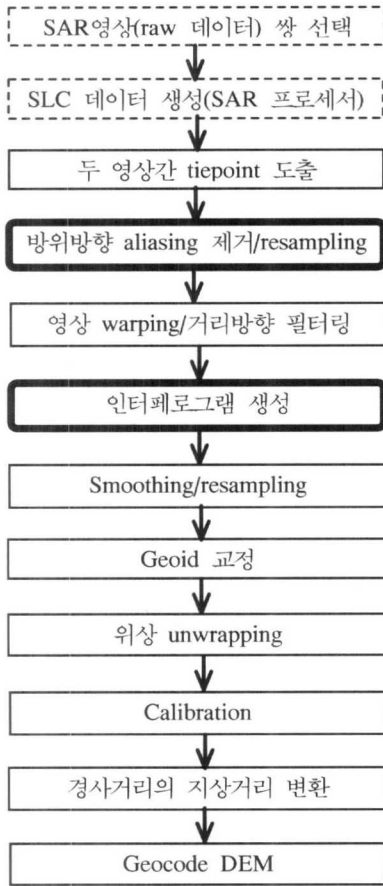 SAR영상(raw 데이터) 쌍 선택
SLC 데이터 생성(SAR 프로세서)
두 영상간 tiepoint 도출
방위방향 aliasing 제거/resampling
영상 warping/거리방향 필터링
인터페로그램 생성
Smoothing/resampling
Geoid 교정
위상 unwrapping
Calibration
경사거리의 지상거리 변환
Geocode DEM